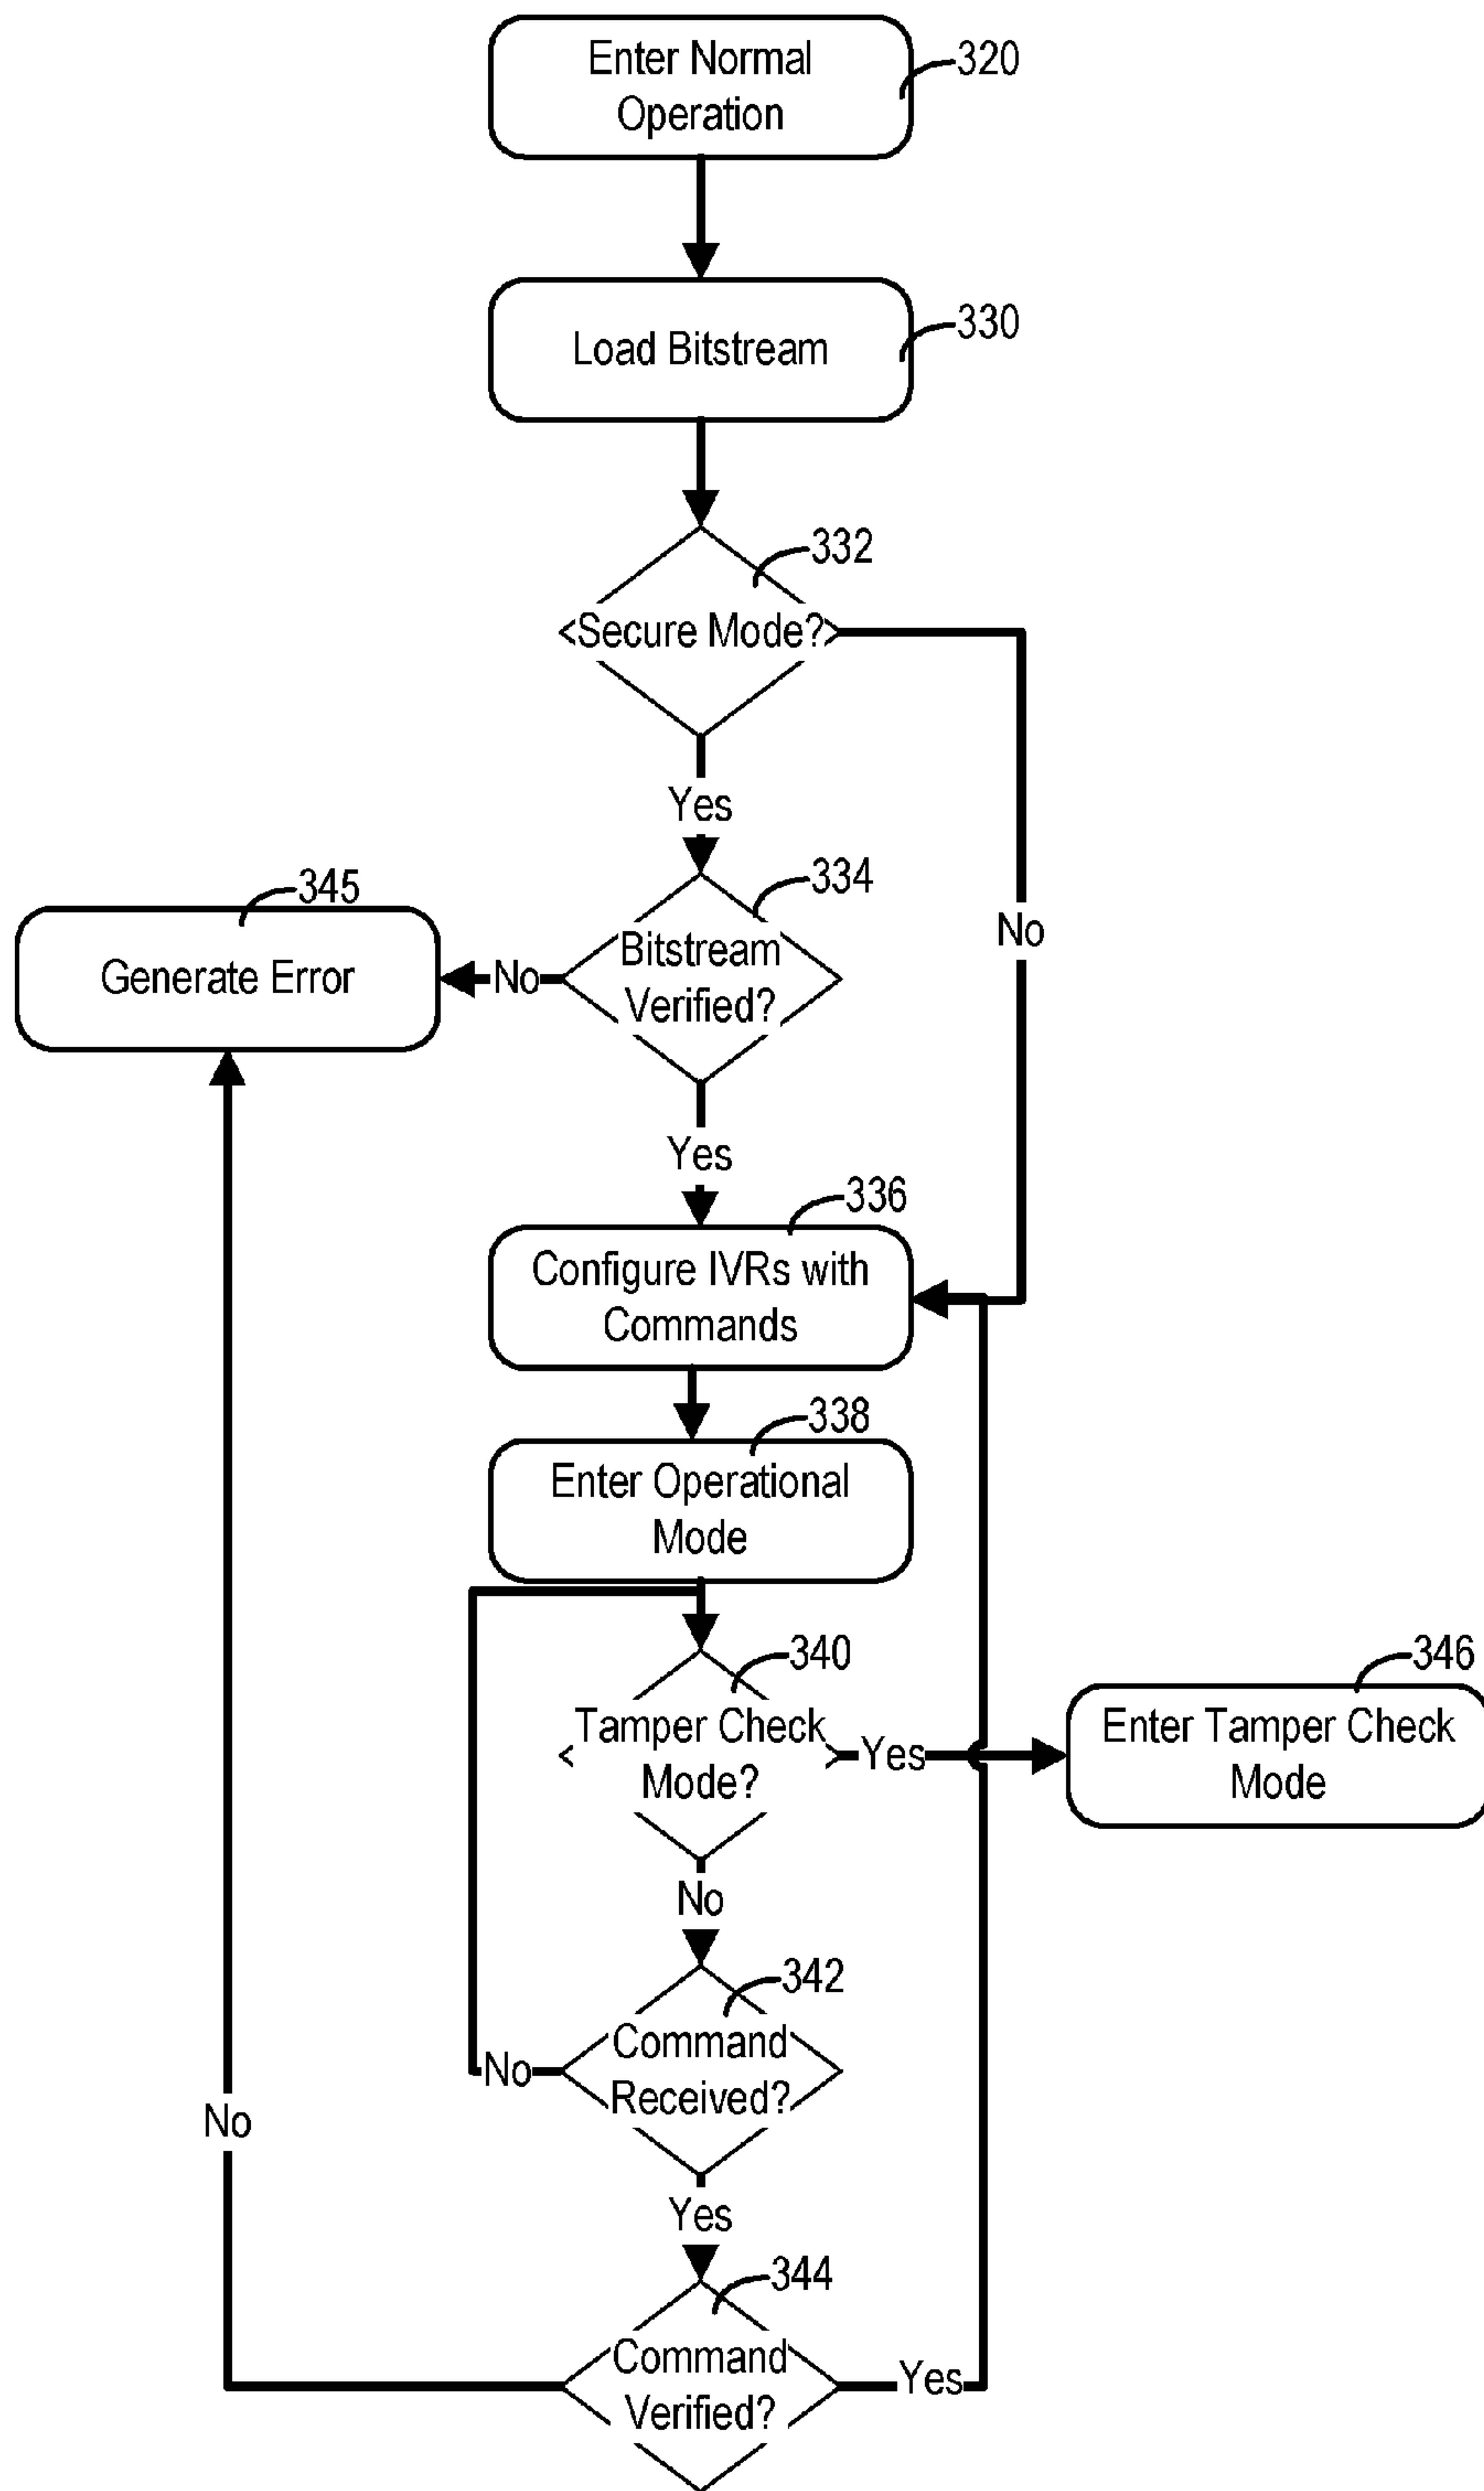 Enter Normal
Operation
320
Load Bitstream
330
332
Secure Mode?
Yes
No
334
Bitstream
Verified?
No
345
Generate Error
Yes
336
Configure IVRs with
Commands
338
Enter Operational
Mode
340
Tamper Check
Mode?
Yes
346
Enter Tamper Check
Mode
No
342
Command
Received?
No
No
Yes
344
Command
Verified?
Yes